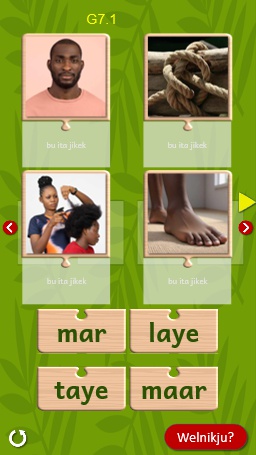 G7.1
bu ita jikek
bu ita jikek
bu ita jikek
bu ita jikek
mar
laye
taye
maar
Welnikju?